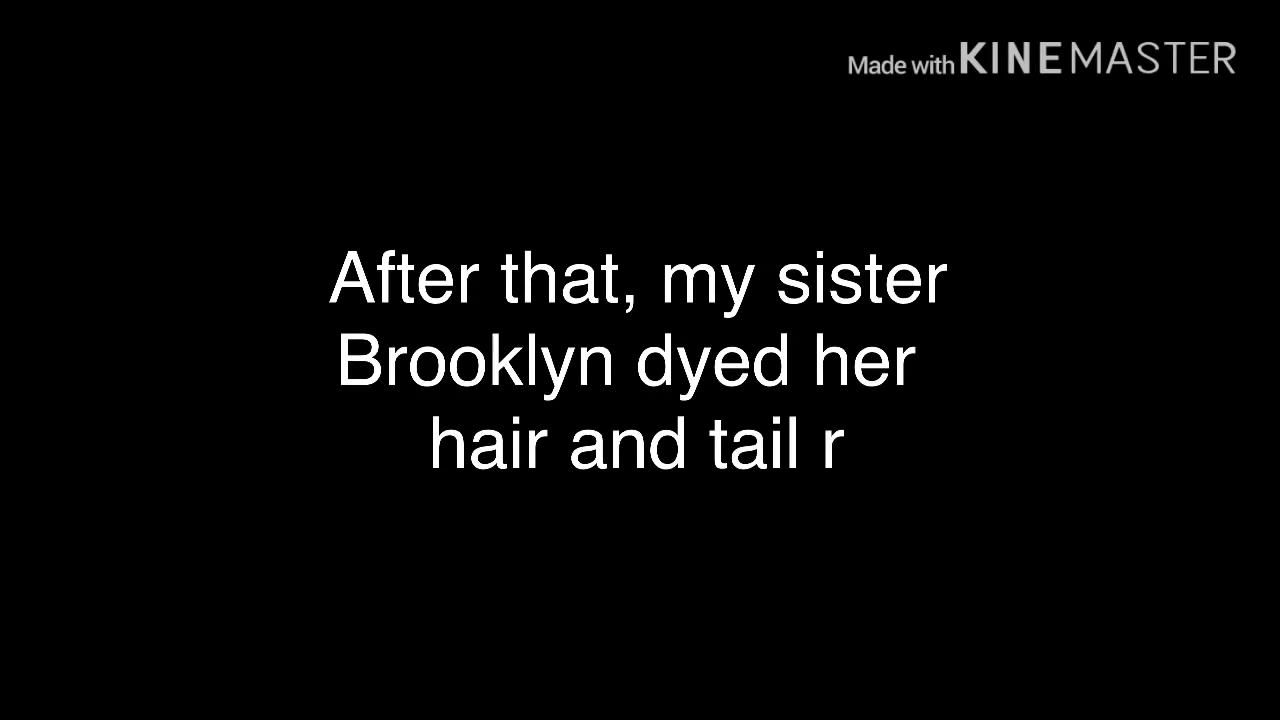 Made with KINEMASTER
After that, my sister
Brooklyn dyed her
hair and tail r